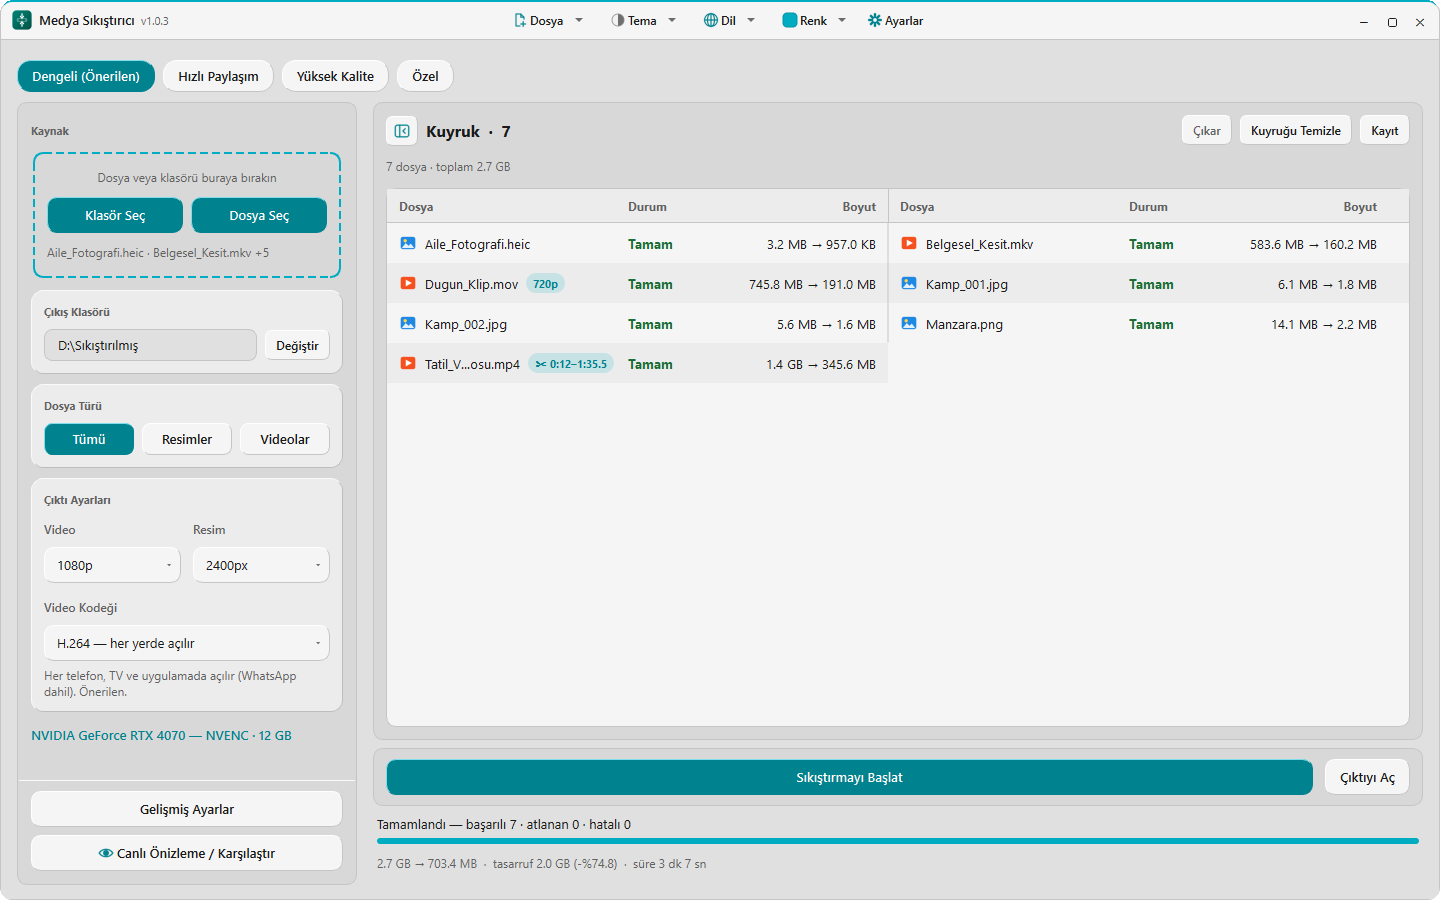 Medya Sıkıştırıcı v1.0.3
Dosya
Tema
Dil
Renk
Ayarlar
Dengeli (Önerilen)
Hızlı Paylaşım
Yüksek Kalite
Özel
Kaynak
Dosya veya klasörü buraya bırakın
Klasör Seç
Dosya Seç
Aile_Fotografi.heic · Belgesel_Kesit.mkv +5
Çıkış Klasörü
D:\Sıkıştırılmış
Değiştir
Dosya Türü
Tümü
Resimler
Videolar
Çıktı Ayarları
Video
Resim
1080p
2400px
Video Kodeği
H.264 — her yerde açılır
Her telefon, TV ve uygulamada açılır (WhatsApp
dahil). Önerilen.
NVIDIA GeForce RTX 4070 — NVENC · 12 GB
Gelişmiş Ayarlar
Canlı Önizleme / Karşılaştır
Kuyruk · 7
Çıkar
Kuyruğu Temizle
Kayıt
7 dosya · toplam 2.7 GB
Dosya Durum Boyut
Dosya Durum Boyut
Aile_Fotografi.heic Tamam 3.2 MB → 957.0 KB
Belgesel_Kesit.mkv Tamam 583.6 MB → 160.2 MB
Dugun_Klip.mov 720p Tamam 745.8 MB → 191.0 MB
Kamp_001.jpg Tamam 6.1 MB → 1.8 MB
Kamp_002.jpg Tamam 5.6 MB → 1.6 MB
Manzara.png Tamam 14.1 MB → 2.2 MB
Tatil_V...osu.mp4 ✂ 0:12–1:35.5 Tamam 1.4 GB → 345.6 MB
Sıkıştırmayı Başlat
Çıktıyı Aç
Tamamlandı — başarılı 7 · atlanan 0 · hatalı 0
2.7 GB → 703.4 MB · tasarruf 2.0 GB (-%74.8) · süre 3 dk 7 sn